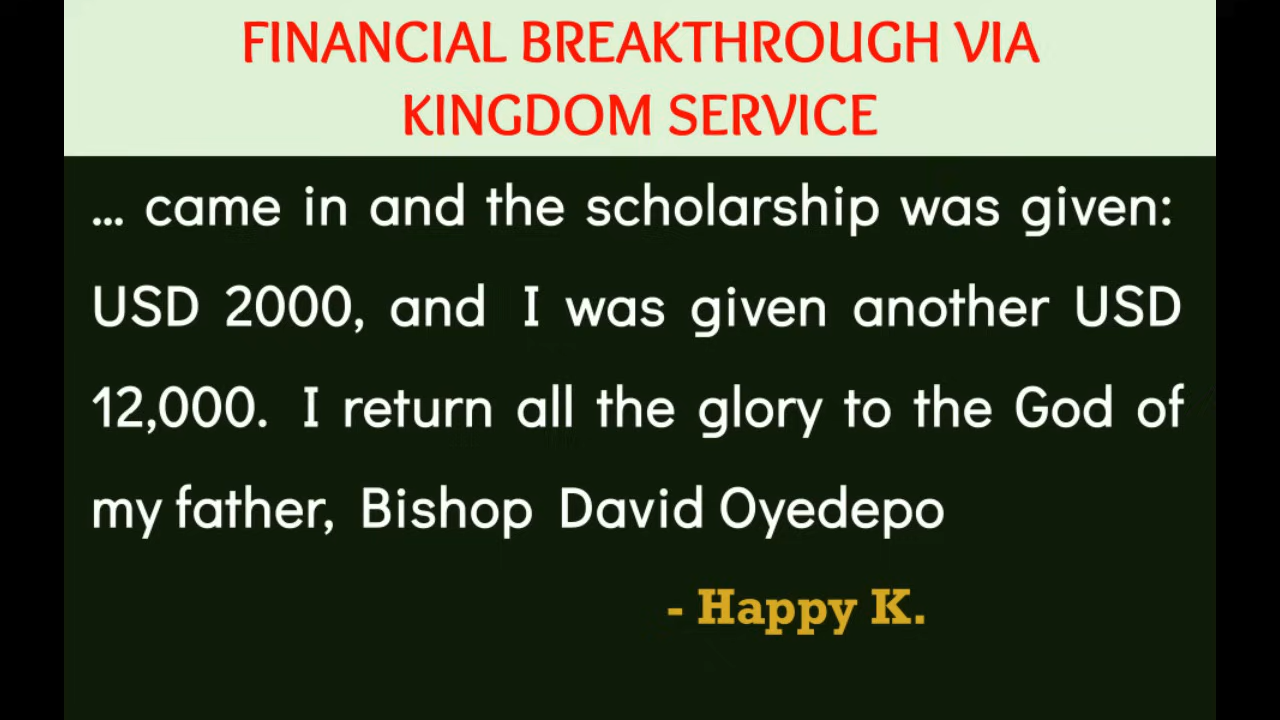 FINANCIAL BREAKTHROUGH VIA
KINGDOM SERVICE
... came in and the scholarship was given:
USD 2000, and I was given another USD
12,000. I return all the glory to the God of
my father, Bishop David Oyedepo
- Happy K.